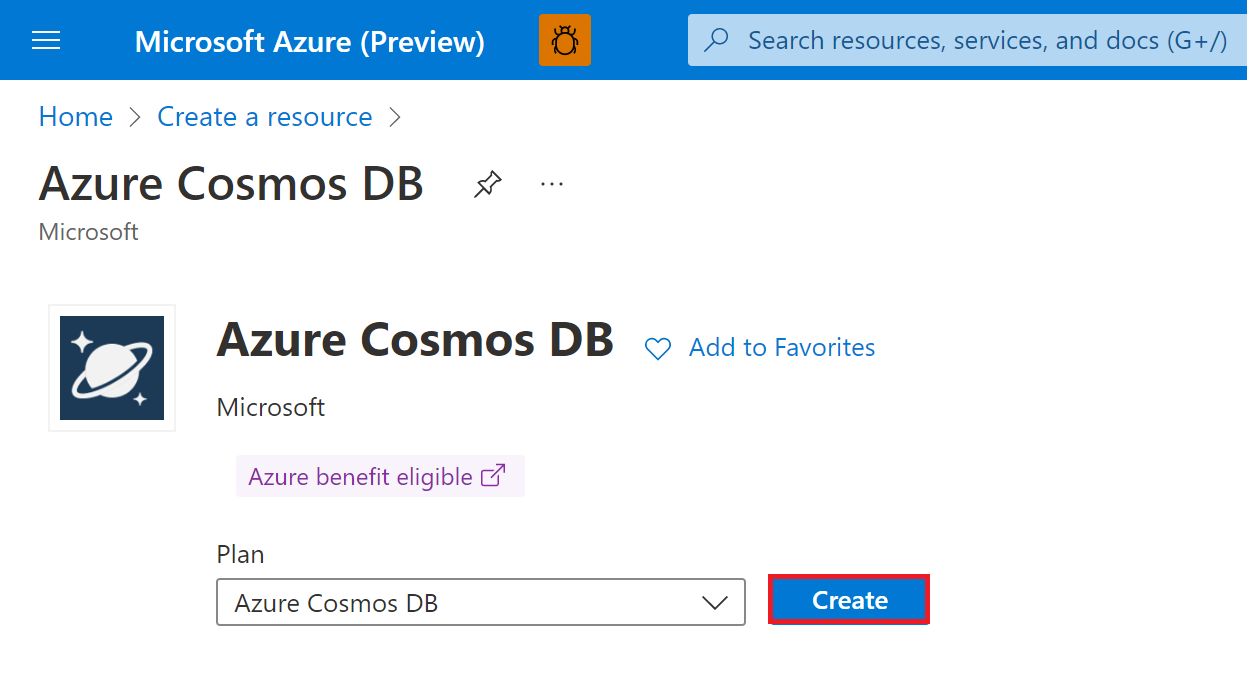 Microsoft Azure (Preview)
Search resources, services, and docs (G+/)
Home > Create a resource >
Azure Cosmos DB ...
Microsoft
Azure Cosmos DB
Add to Favorites
Microsoft
Azure benefit eligible
Plan
Azure Cosmos DB
Create